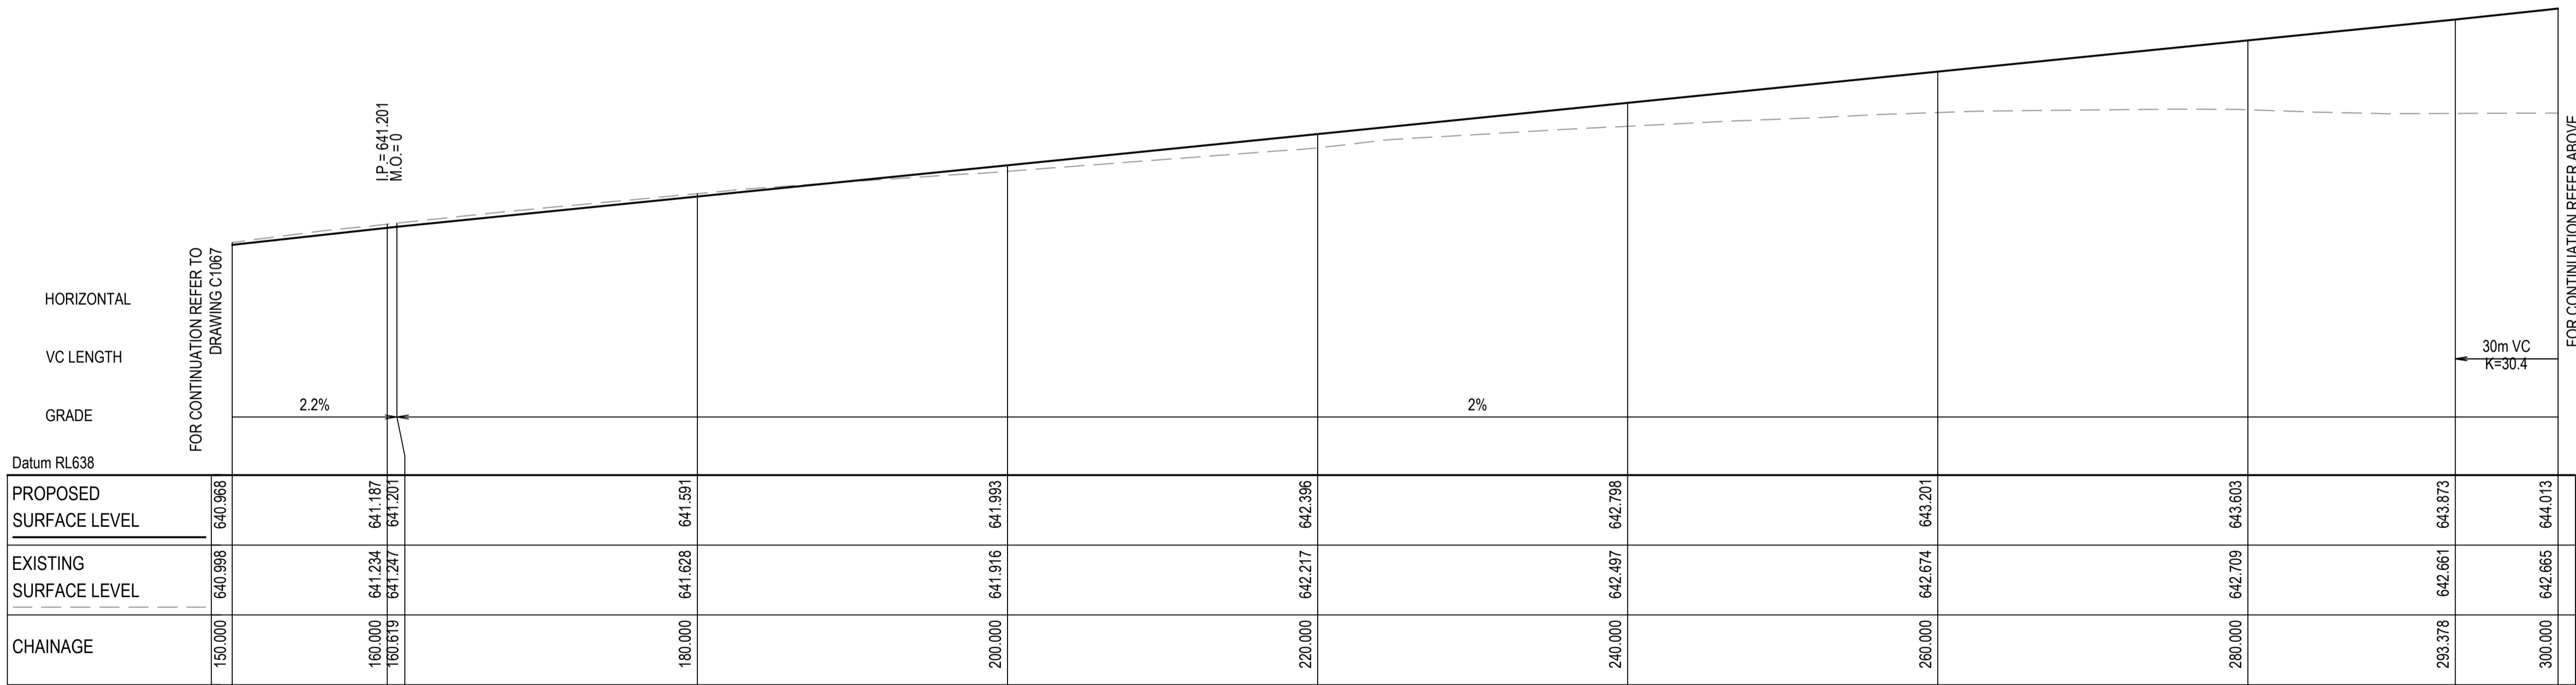 I.P.= 641.201
M.O.= 0
FOR CONTINUATION REFER TO
DRAWING C1067
FOR CONTINUATION REFER ABOVE
HORIZONTAL
VC LENGTH
30m VC
K=30.4
GRADE
2.2%
2%
Datum RL638
PROPOSED
SURFACE LEVEL
640.968
641.187
641.201
641.591
641.993
642.396
642.798
643.201
643.603
643.873
644.013
EXISTING
SURFACE LEVEL
640.998
641.234
641.247
641.628
641.916
642.217
642.497
642.674
642.709
642.661
642.665
CHAINAGE
150.000
160.000
160.619
180.000
200.000
220.000
240.000
260.000
280.000
293.378
300.000